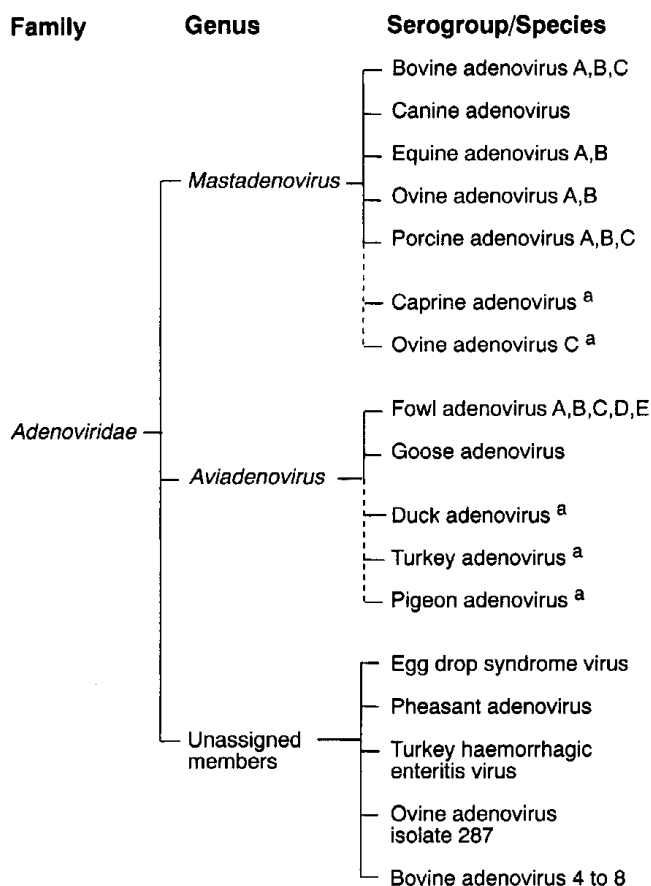 Family Genus Serogroup/Species
Bovine adenovirus A,B,C
Canine adenovirus
Equine adenovirus A,B
Mastadenovirus
Ovine adenovirus A,B
Porcine adenovirus A,B,C
Caprine adenovirus a
Ovine adenovirus C a
Fowl adenovirus A,B,C,D,E
Adenoviridae
Goose adenovirus
Aviadenovirus
Duck adenovirus a
Turkey adenovirus a
Pigeon adenovirus a
Egg drop syndrome virus
Pheasant adenovirus
Unassigned
members
Turkey haemorrhagic
enteritis virus
Ovine adenovirus
isolate 287
Bovine adenovirus 4 to 8